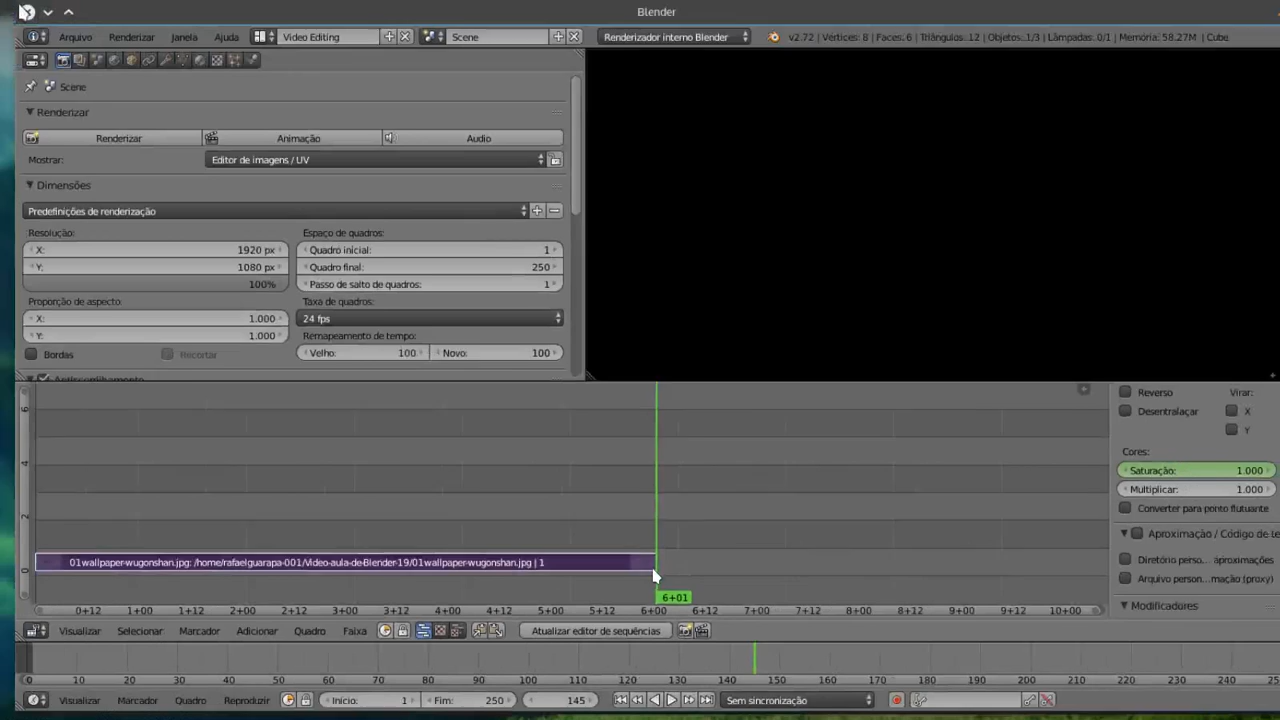 Blender
Arquivo Renderizar Janela Ajuda Video Editing Scene Renderizador interno Blender v2.72 | Vértices: 8 | Faces: 6 | Triângulos: 12 | Objetos: 1/3 | Lâmpadas: 0/1 | Memória: 58.27M | Cube
Scene
Renderizar
Renderizar Animação Audio
Mostrar: Editor de imagens / UV
Dimensões
Predefinições de renderização
Resolução: Espaço de quadros:
X: 1920 px Quadro inicial: 1
Y: 1080 px Quadro final: 250
100% Passo de salto de quadros: 1
Proporção de aspecto: Taxa de quadros:
X: 1.000 24 fps
Y: 1.000 Remapeamento de tempo:
Bordas Recortar Velho: 100 Novo: 100
6
4
2
0
Reverso Virar:
Desentralaçar X
Y
Cores:
Saturação: 1.000
Multiplicar: 1.000
Converter para ponto flutuante
Aproximação / Código de te
Diretório perso... aproximações
Arquivo person...mação (proxy)
Modificadores
01wallpaper-wugonshan.jpg: /home/rafaelguarapa-001/Video-aula-de-Blender-19/01wallpaper-wugonshan.jpg | 1
6+01
0+12 1+00 1+12 2+00 2+12 3+00 3+12 4+00 4+12 5+00 5+12 6+00 6+12 7+00 7+12 8+00 8+12 9+00 9+12 10+00
Visualizar Selecionar Marcador Adicionar Quadro Faixa Atualizar editor de sequências
0 10 20 30 40 50 60 70 80 90 100 110 120 130 140 150 160 170 180 190 200 210 220 230 240 25
Visualizar Marcador Quadro Reproduzir Início: 1 Fim: 250 145 Sem sincronização